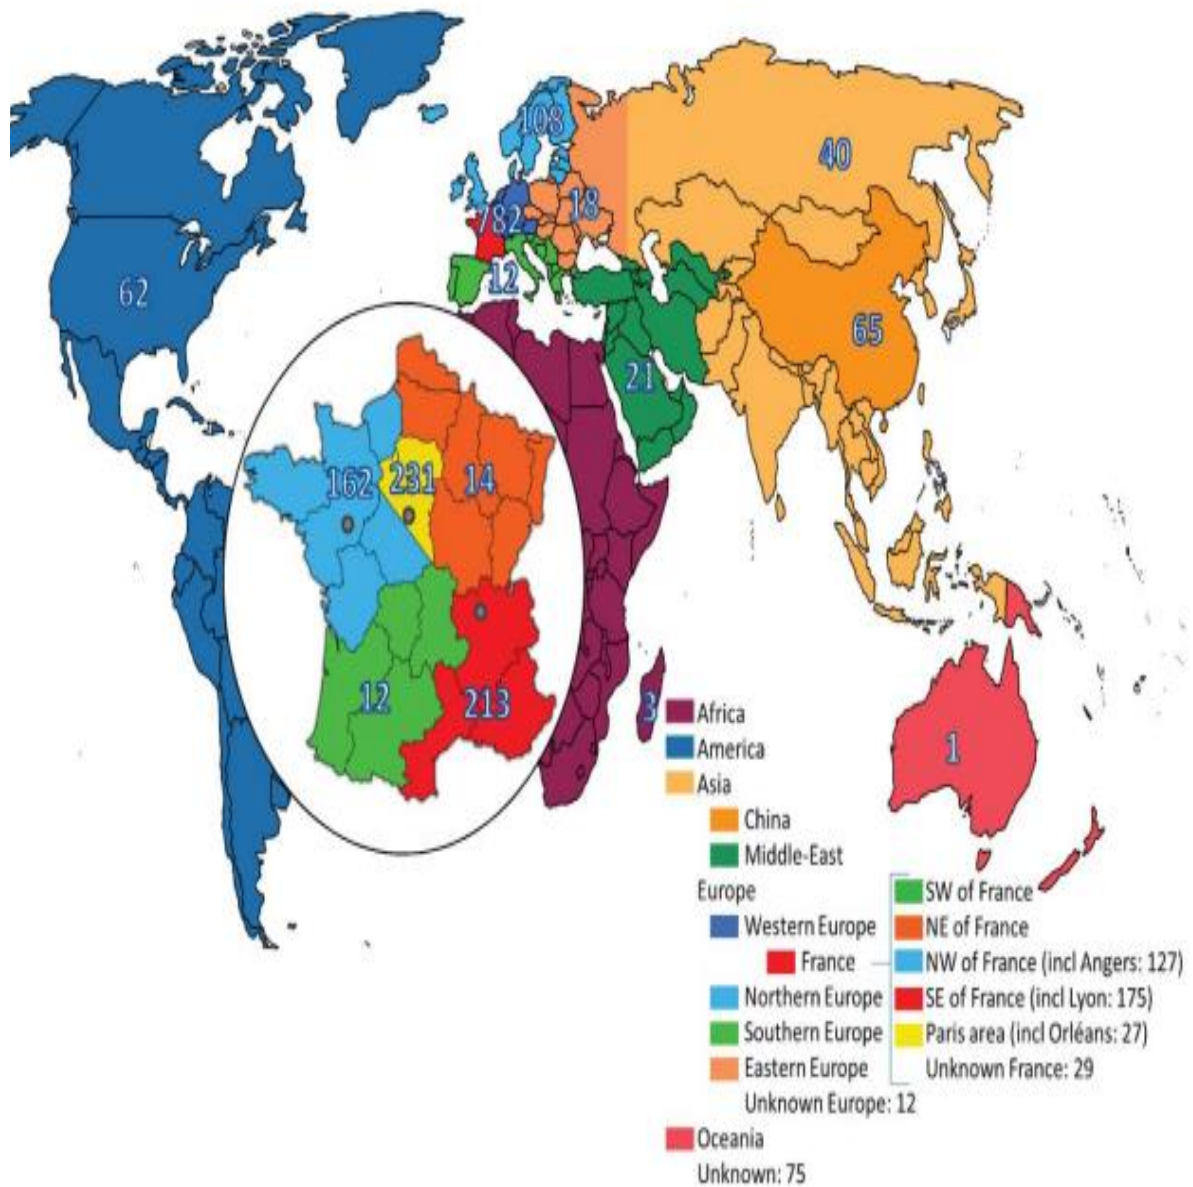 108
40
18
782
12
62
65
21
162
231
14
12
213
3
1
Africa
America
Asia
China
Middle-East
Europe
Western Europe
France
Northern Europe
Southern Europe
Eastern Europe
Unknown Europe: 12
Oceania
Unknown: 75
SW of France
NE of France
NW of France (incl Angers: 127)
SE of France (incl Lyon: 175)
Paris area (incl Orléans: 27)
Unknown France: 29